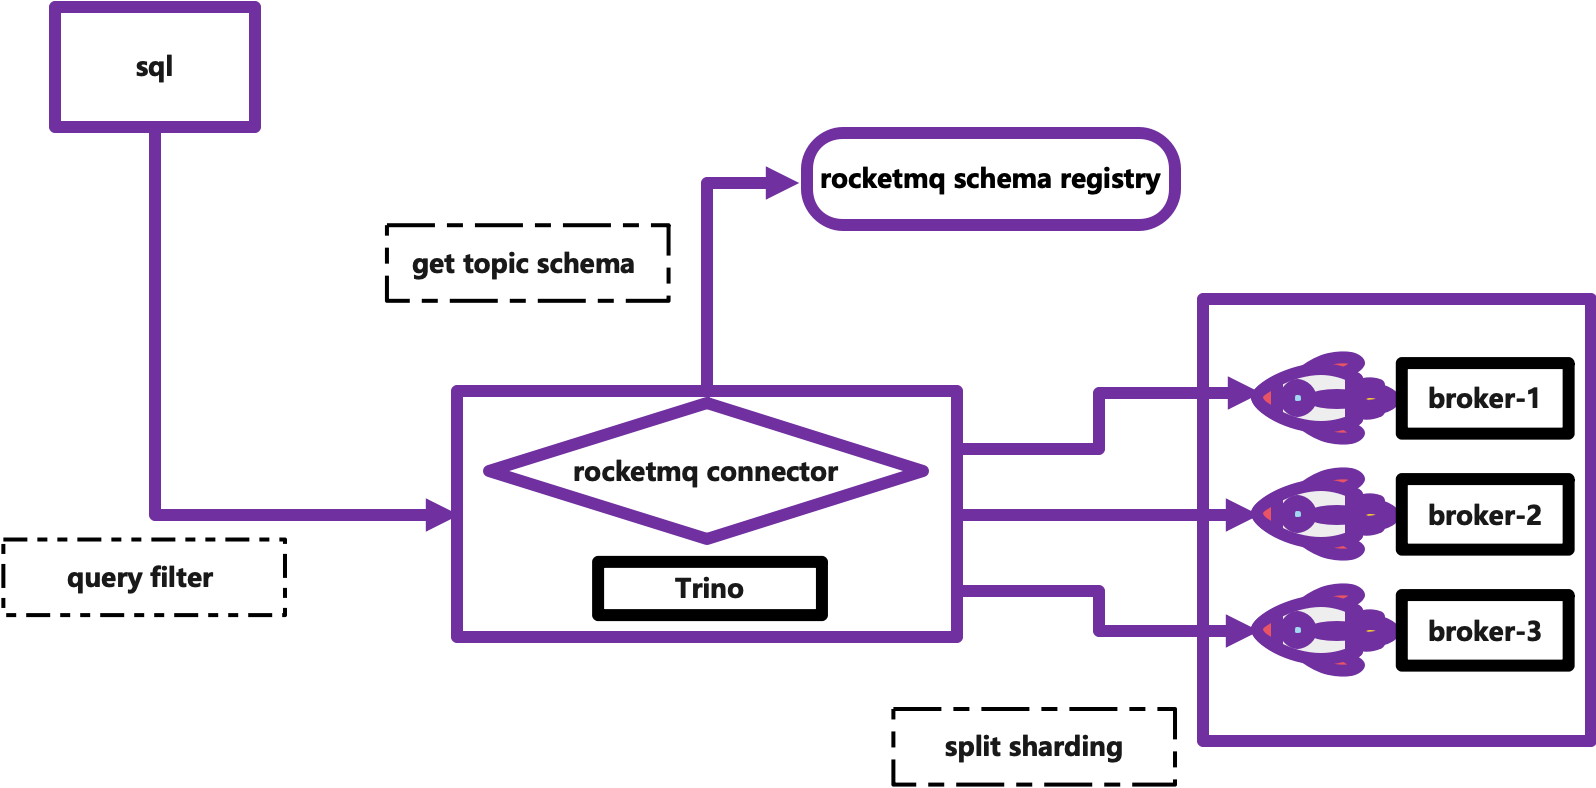 sql
rocketmq schema registry
get topic schema
rocketmq connector
Trino
query filter
broker-1
broker-2
broker-3
split sharding